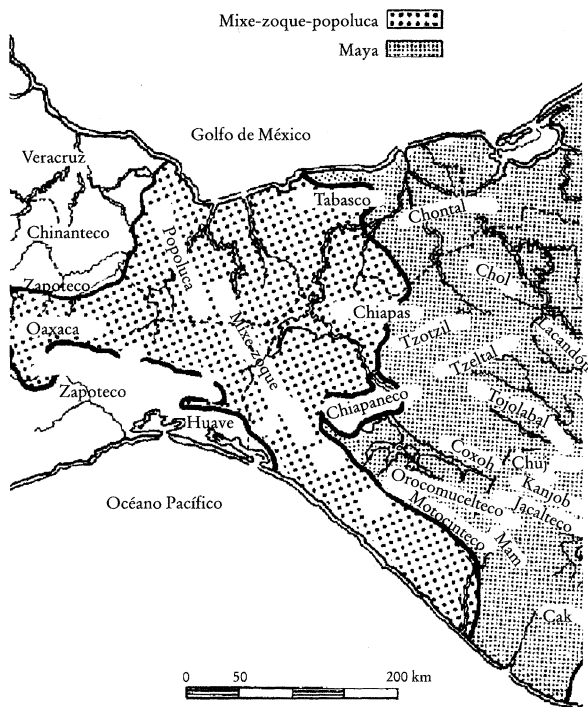 Mixe-zoque-popoluca
Maya
Golfo de México
Veracruz
Tabasco
Chontal
Chinanteco
Popoluca
Zapoteco
Chol
Oaxaca
Mixe-zoque
Chiapas
Tzotzil
Lacandón
Tzeltal
Zapoteco
Huave
Chiapaneco
Tojolabal
Coxoh
Chuj
Orocomucelteco
Kanjob
Motocinteco
Jacalteco
Océano Pacífico
Mam
Cak
0 50 200 km